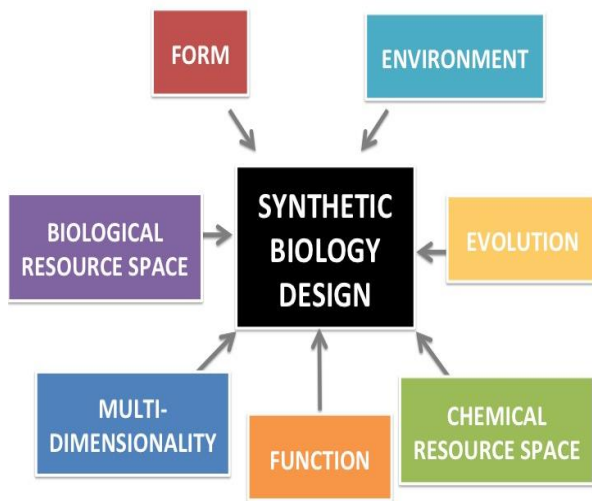 FORM
ENVIRONMENT
SYNTHETIC
BIOLOGY
DESIGN
BIOLOGICAL
RESOURCE SPACE
EVOLUTION
MULTI-
DIMENSIONALITY
FUNCTION
CHEMICAL
RESOURCE SPACE